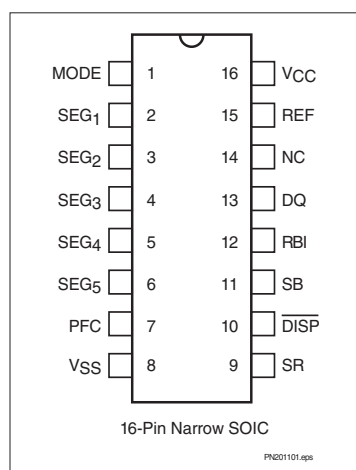 MODE 1 16 VCC
SEG1 2 15 REF
SEG2 3 14 NC
SEG3 4 13 DQ
SEG4 5 12 RBI
SEG5 6 11 SB
PFC 7 10 DISP
VSS 8 9 SR
16-Pin Narrow SOIC
PN201101.eps